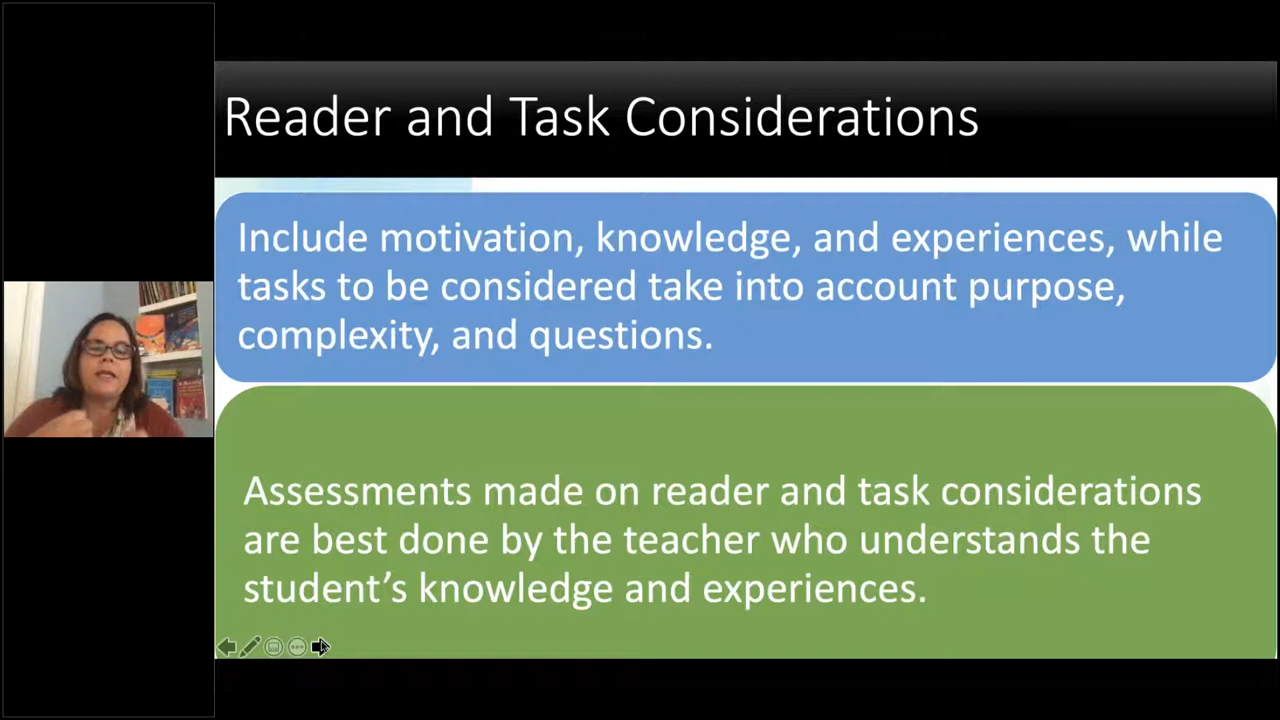 Reader and Task Considerations
Include motivation, knowledge, and experiences, while
tasks to be considered take into account purpose,
complexity, and questions.
Assessments made on reader and task considerations
are best done by the teacher who understands the
student’s knowledge and experiences.